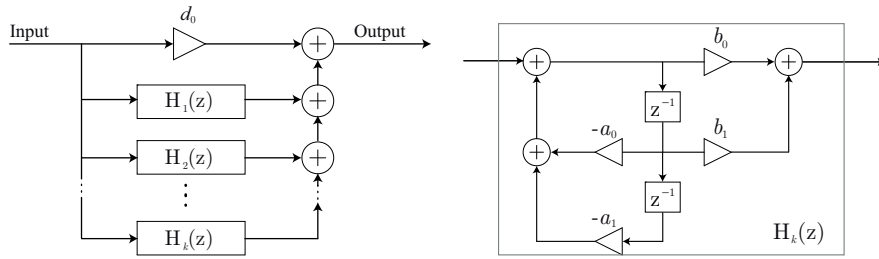 d₀
Input
Output
H₁(z)
H₂(z)
Hₖ(z)
b₀
z⁻¹
-a₀
b₁
z⁻¹
-a₁
Hₖ(z)